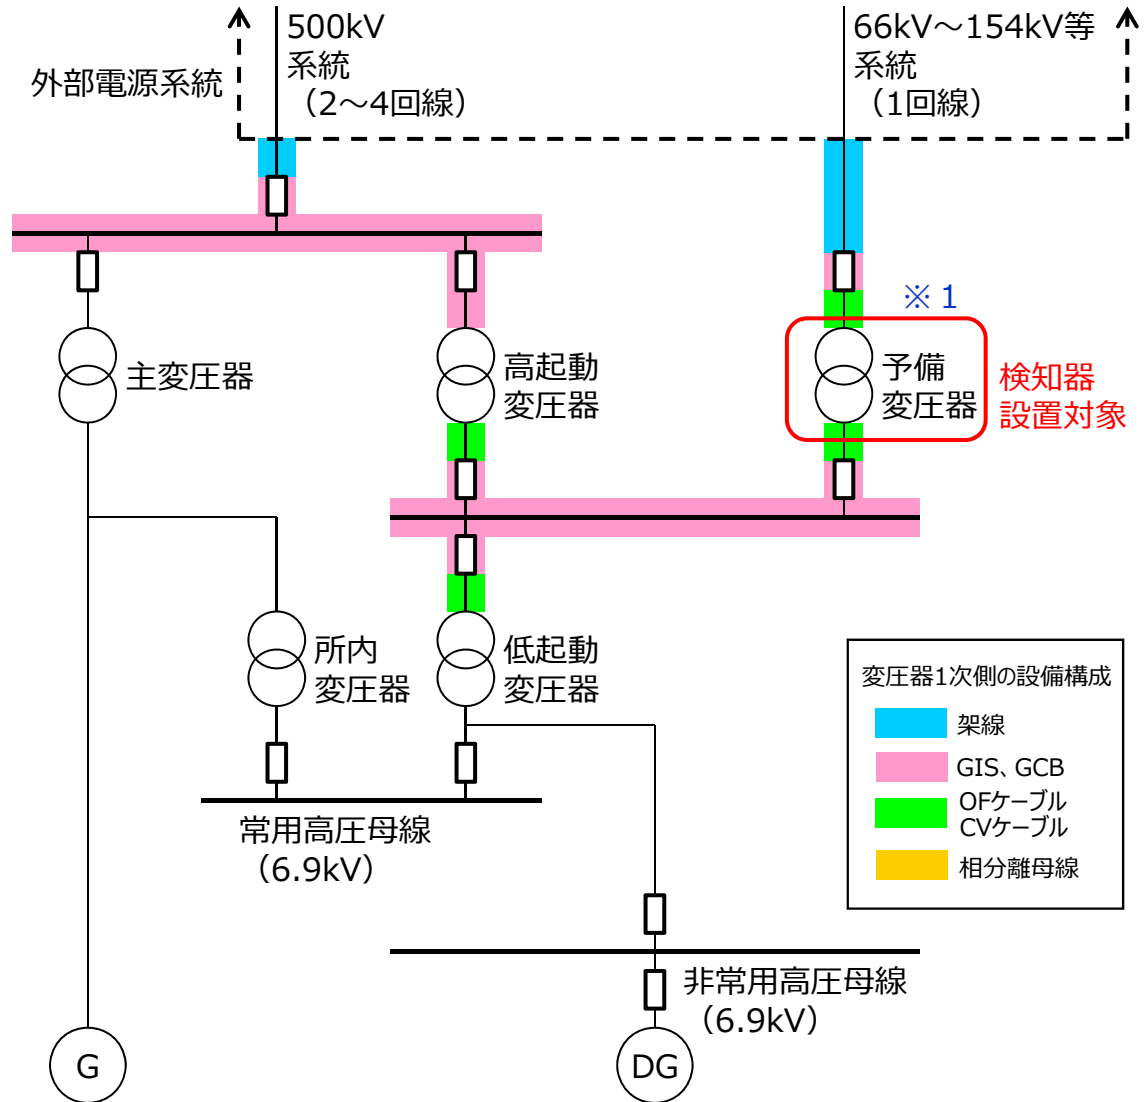 500kV
系統
（2～4回線）
66kV～154kV等
系統
（1回線）
外部電源系統
※１
主変圧器
高起動
変圧器
予備
変圧器
検知器
設置対象
所内
変圧器
低起動
変圧器
変圧器1次側の設備構成
架線
GIS、GCB
OFケーブル
CVケーブル
相分離母線
常用高圧母線
（6.9kV）
非常用高圧母線
（6.9kV）
G
DG